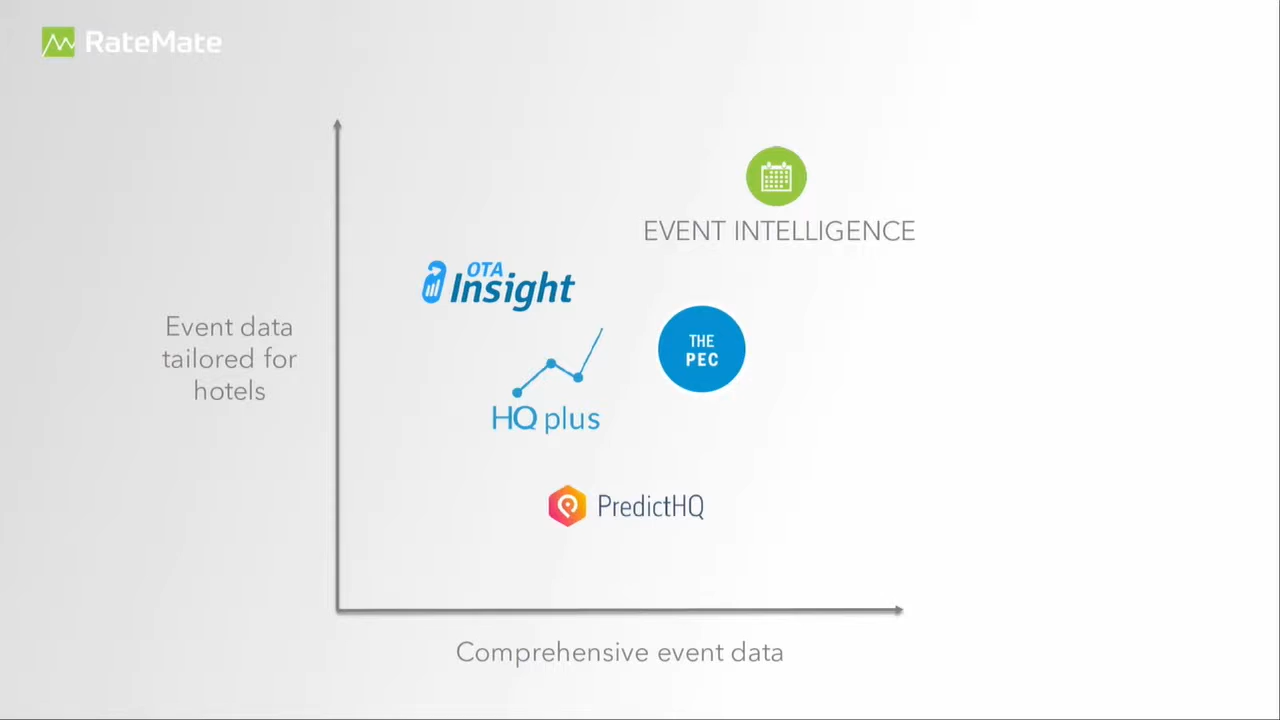 RateMate
EVENT INTELLIGENCE
OTA
Insight
THE
PEC
Event data
tailored for
hotels
HQ plus
PredictHQ
Comprehensive event data